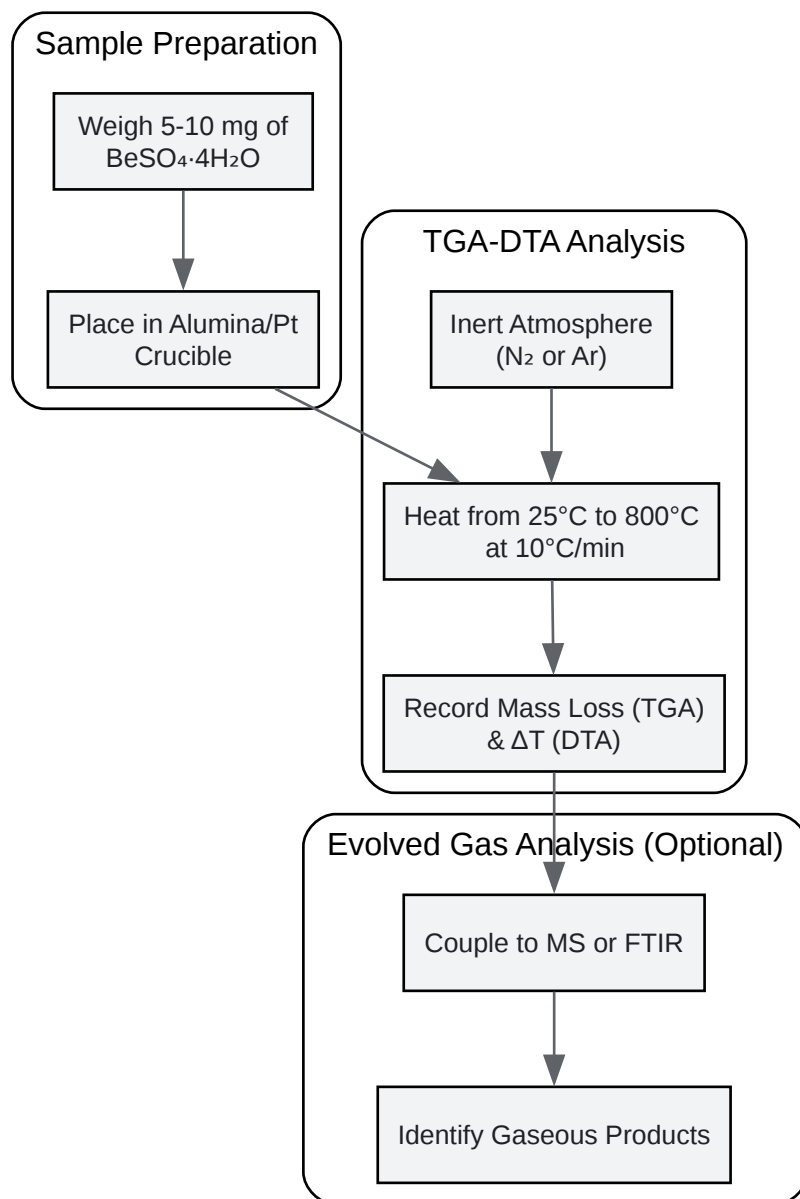 Sample Preparation
Weigh 5-10 mg of
BeSO₄·4H₂O
Place in Alumina/Pt
Crucible
TGA-DTA Analysis
Inert Atmosphere
(N₂ or Ar)
Heat from 25°C to 800°C
at 10°C/min
Record Mass Loss (TGA)
& ΔT (DTA)
Evolved Gas Analysis (Optional)
Couple to MS or FTIR
Identify Gaseous Products